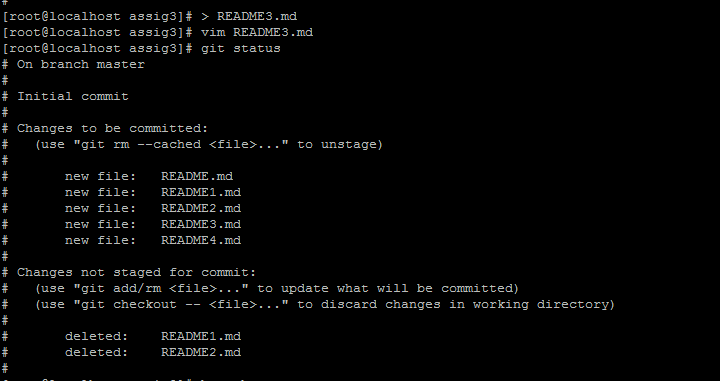 #
[root@localhost assig3]# > README3.md
[root@localhost assig3]# vim README3.md
[root@localhost assig3]# git status
# On branch master
#
# Initial commit
#
# Changes to be committed:
#   (use "git rm --cached <file>..." to unstage)
#
#       new file:   README.md
#       new file:   README1.md
#       new file:   README2.md
#       new file:   README3.md
#       new file:   README4.md
#
# Changes not staged for commit:
#   (use "git add/rm <file>..." to update what will be committed)
#   (use "git checkout -- <file>..." to discard changes in working directory)
#
#       deleted:    README1.md
#       deleted:    README2.md
#